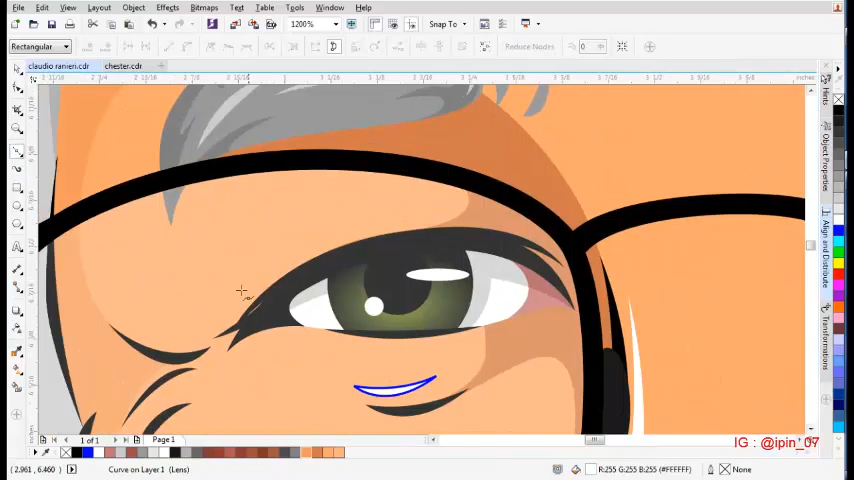 File Edit View Layout Object Effects Bitmaps Text Table Tools Window Help
1200% Snap To
Rectangular Reduce Nodes 0
claudio ranieri.cdr chester.cdr
inches
Hints
Object Properties
Align and Distribute
1 of 1 Page 1
IG : @ipin_07
(2.961, 6.460) Curve on Layer 1 (Lens) R:255 G:255 B:255 (#FFFFFF) None